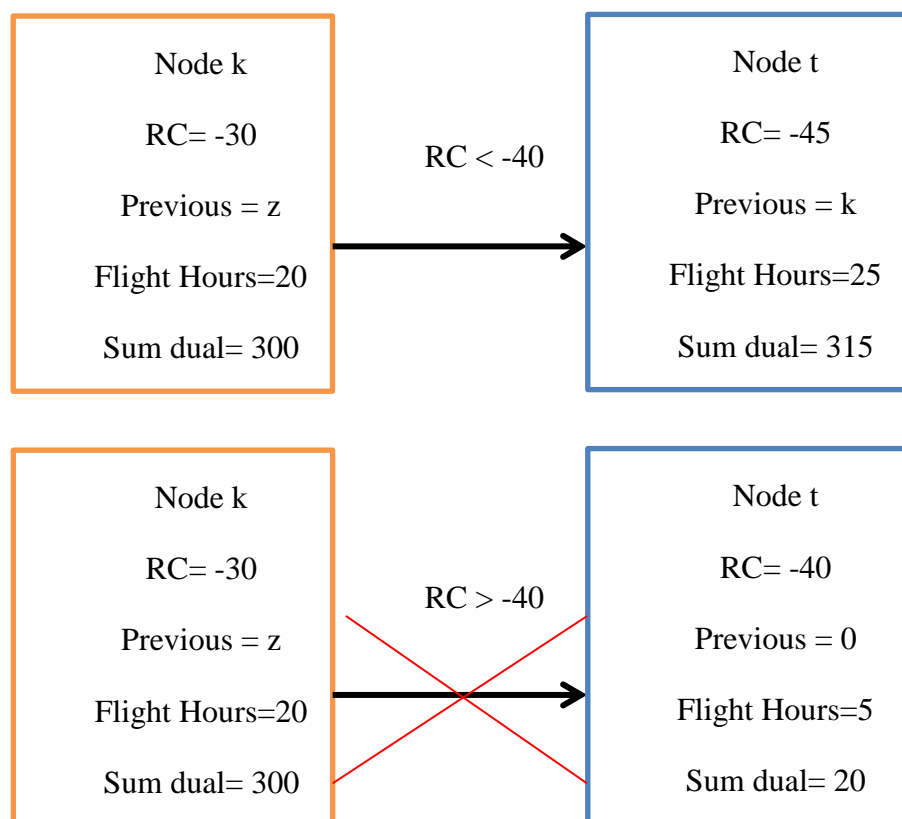 Node k
RC= -30
Previous = z
Flight Hours=20
Sum dual= 300
RC < -40
Node t
RC= -45
Previous = k
Flight Hours=25
Sum dual= 315
Node k
RC= -30
Previous = z
Flight Hours=20
Sum dual= 300
RC > -40
Node t
RC= -40
Previous = 0
Flight Hours=5
Sum dual= 20